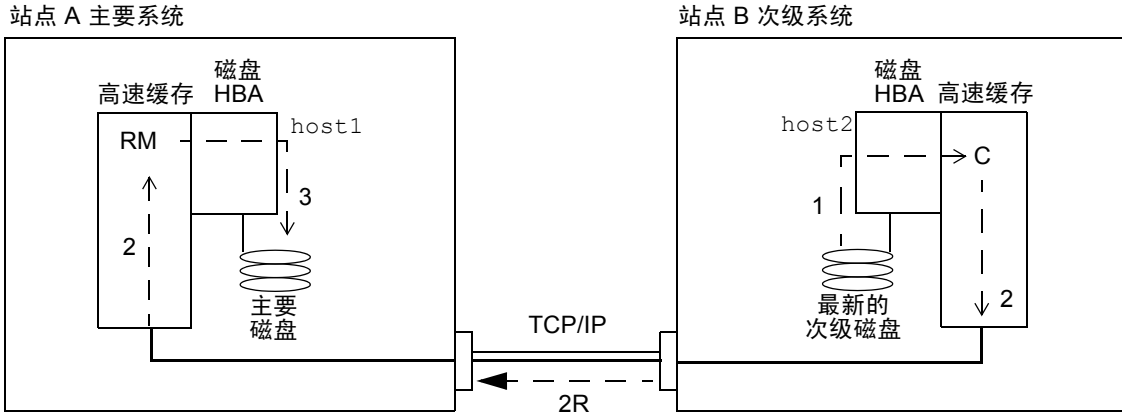 站点 A 主要系统
站点 B 次级系统
高速缓存
磁盘
HBA
RM
host1
3
2
主要
磁盘
磁盘
HBA
高速缓存
host2
C
1
2
最新的
次级磁盘
TCP/IP
2R